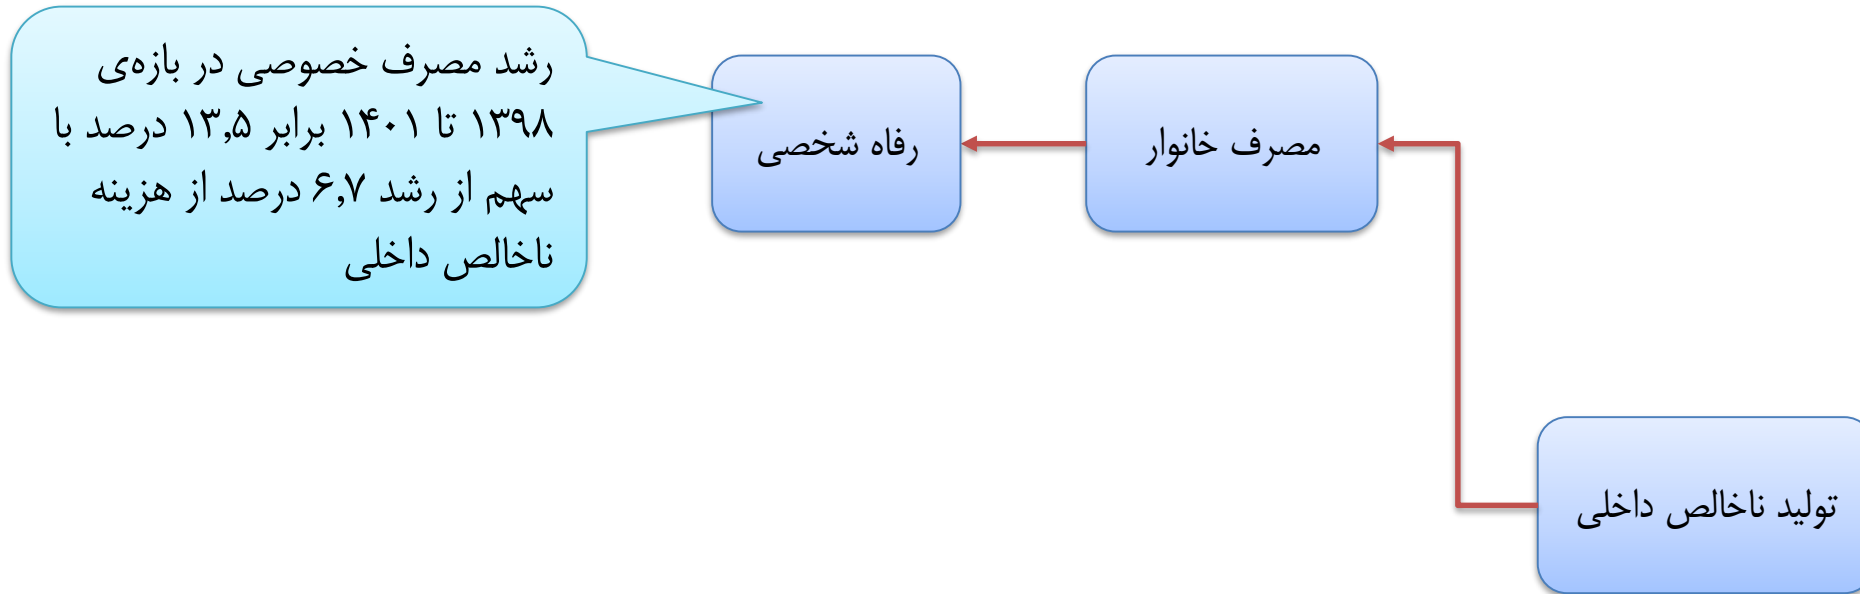 رشد مصرف خصوصی در بازه‌ی
۱۳۹۸ تا ۱۴۰۱ برابر ۱۳٫۵ درصد با
سهم از رشد ۶٫۷ درصد از هزینه
ناخالص داخلی
رفاه شخصی
مصرف خانوار
تولید ناخالص داخلی